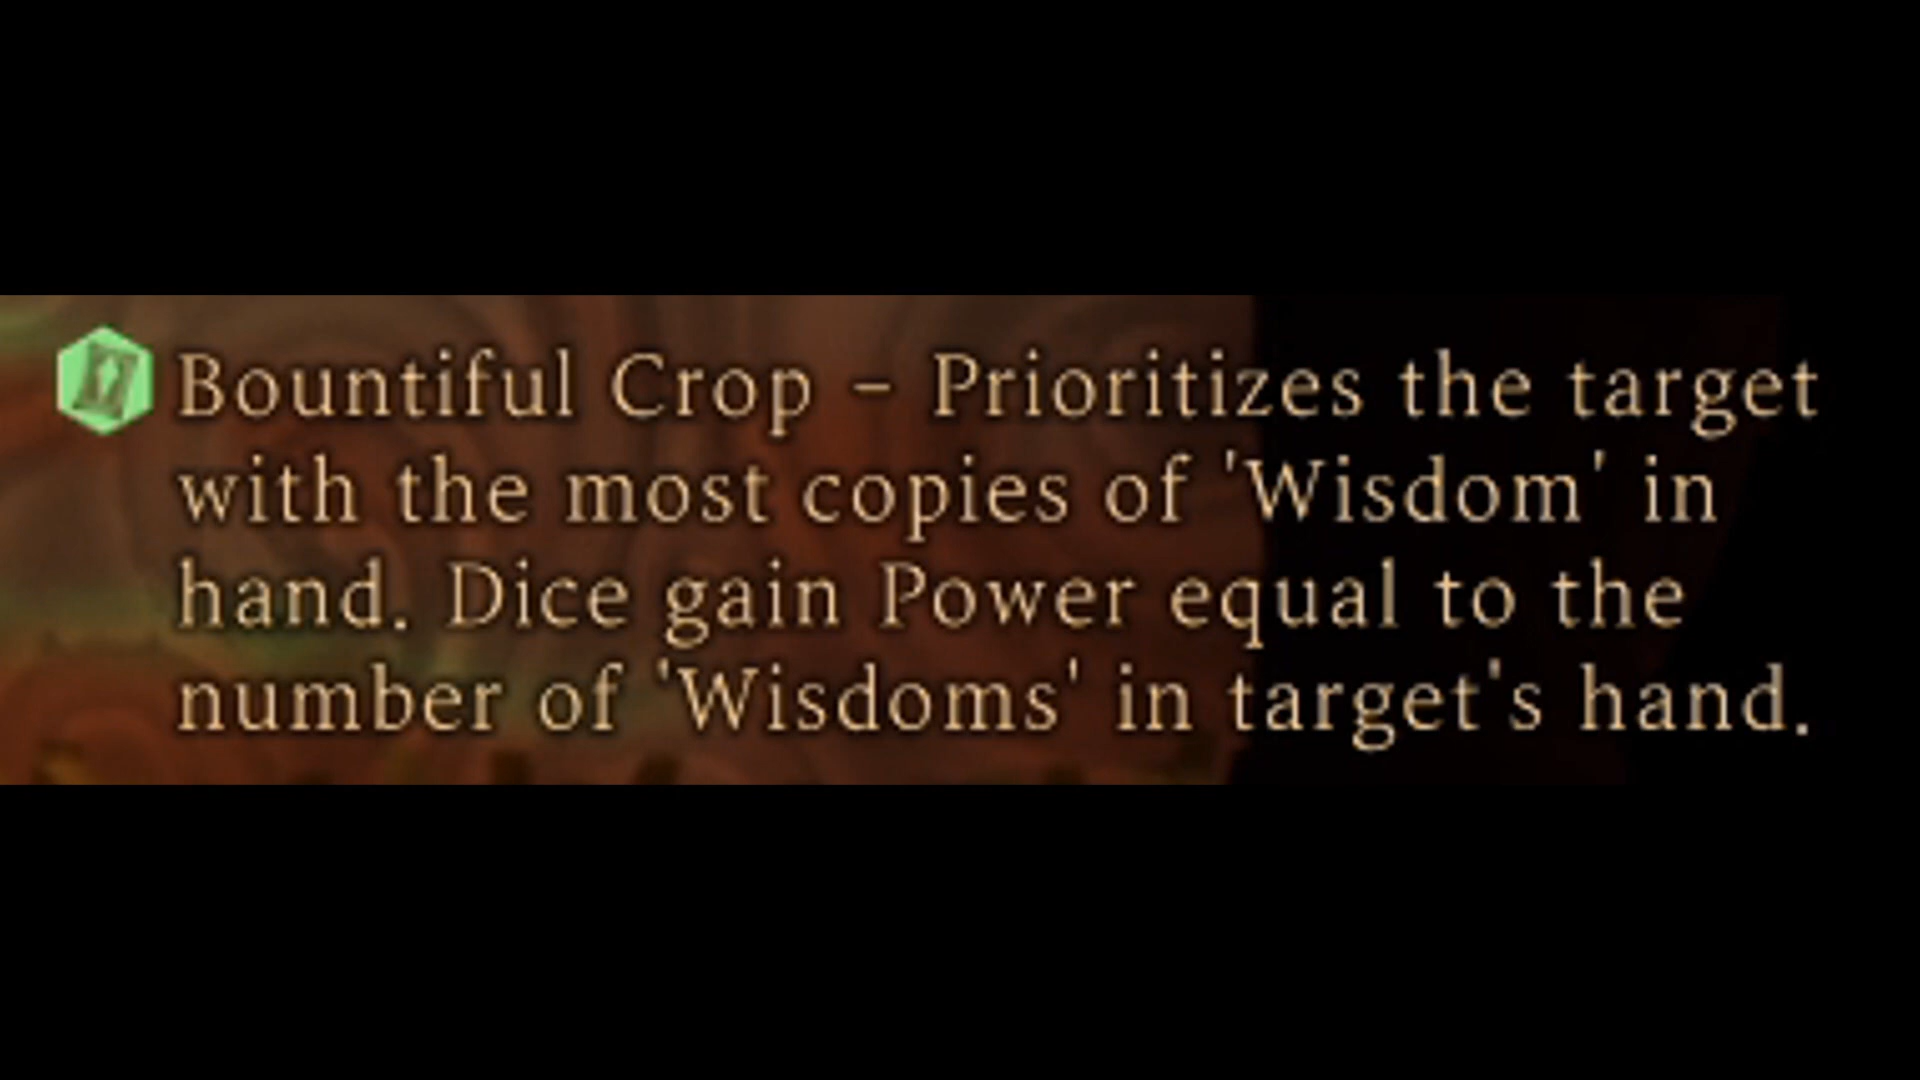 Bountiful Crop – Prioritizes the target
with the most copies of 'Wisdom' in
hand. Dice gain Power equal to the
number of 'Wisdoms' in target's hand.